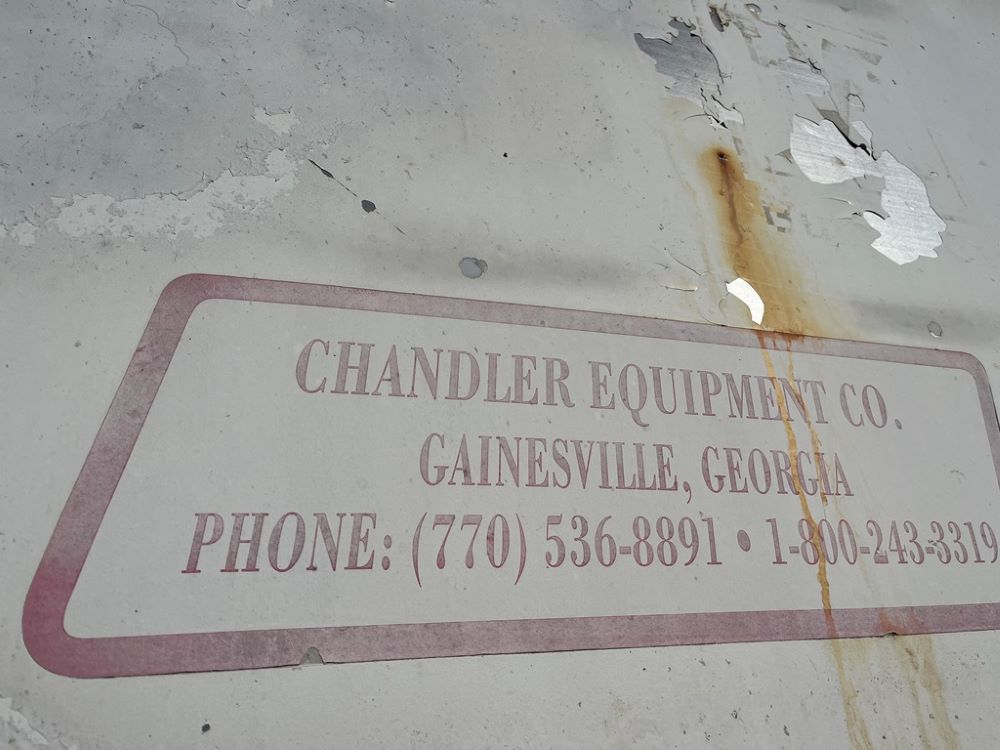 CHANDLER EQUIPMENT CO.
GAINESVILLE, GEORGIA
PHONE: (770) 536-8891 • 1-800-243-3319